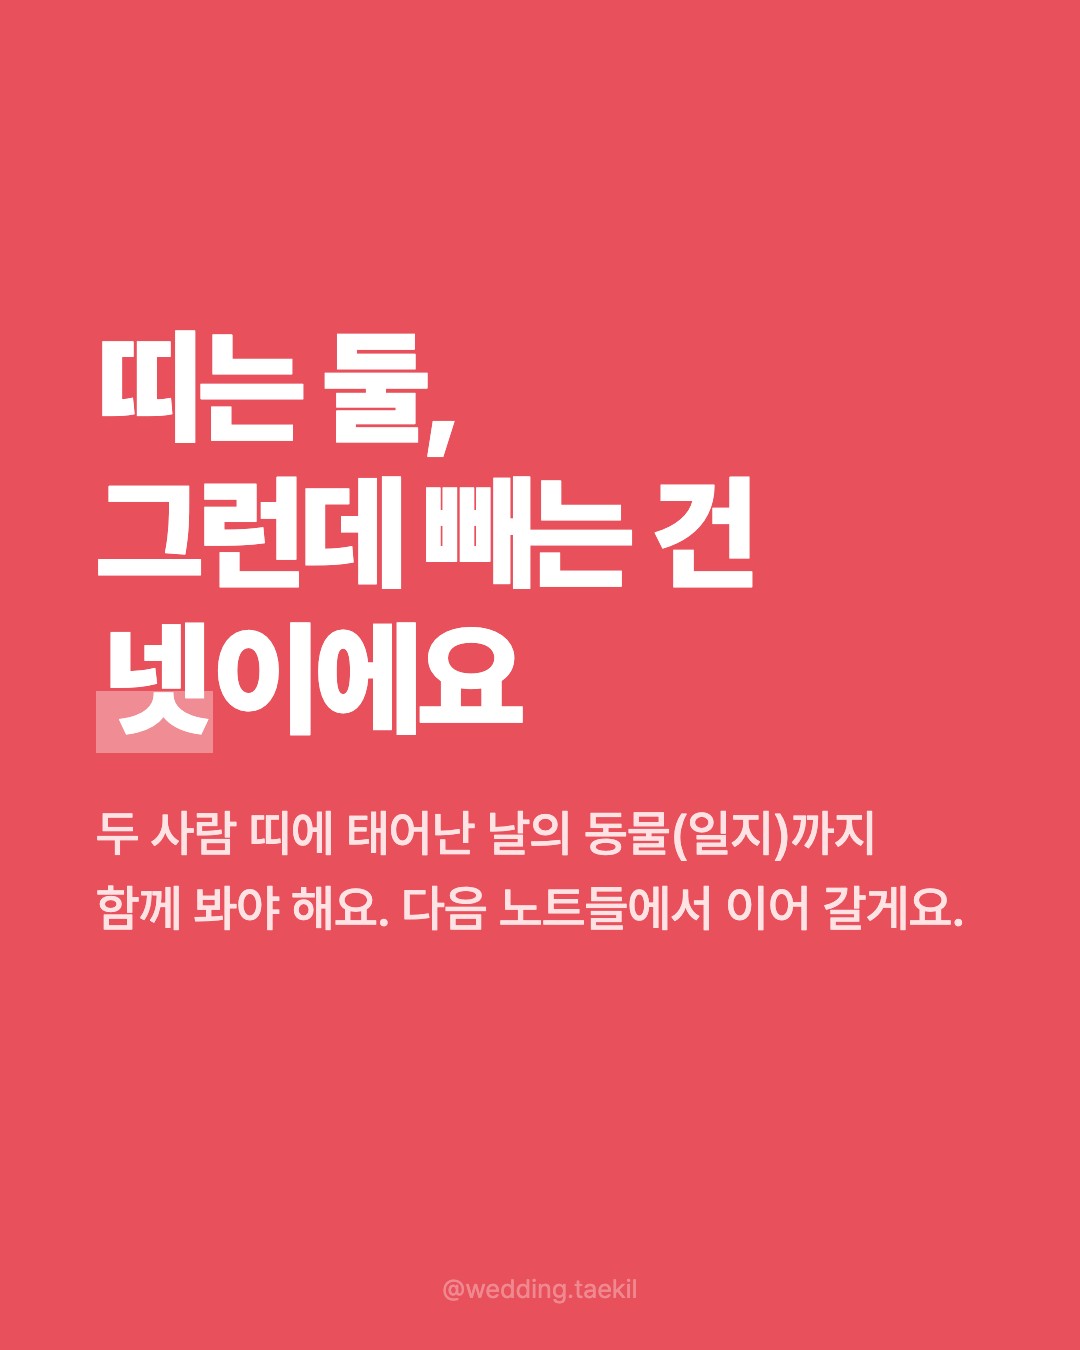 띠는 둘,
그런데 빼는 건
넷이에요
두 사람 띠에 태어난 날의 동물(일지)까지
함께 봐야 해요. 다음 노트들에서 이어 갈게요.
@wedding.taekil